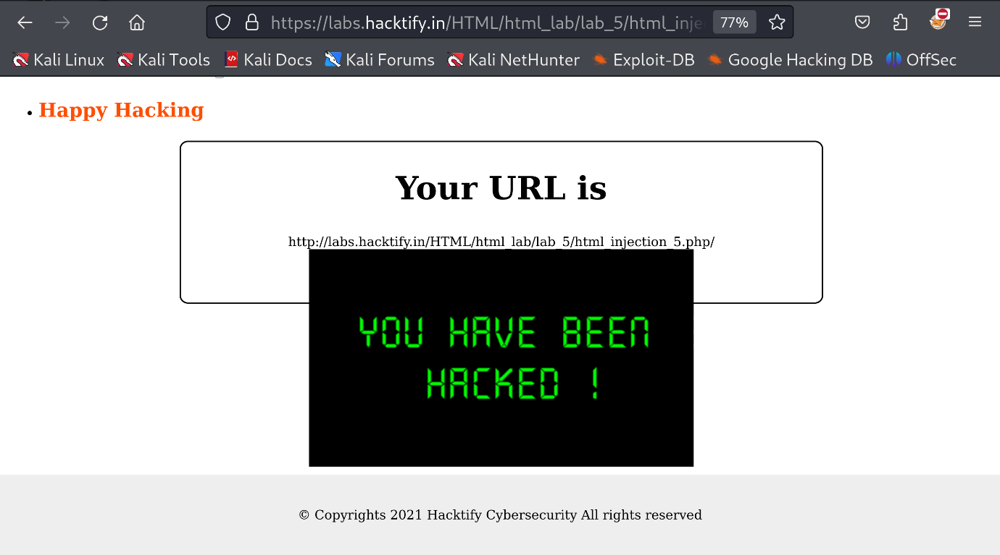 https://labs.hacktify.in/HTML/html_lab/lab_5/html_inje
77%
Kali Linux Kali Tools Kali Docs Kali Forums Kali NetHunter Exploit-DB Google Hacking DB OffSec
Happy Hacking
Your URL is
http://labs.hacktify.in/HTML/html_lab/lab_5/html_injection_5.php/
YOU HAVE BEEN
HACKED !
© Copyrights 2021 Hacktify Cybersecurity All rights reserved